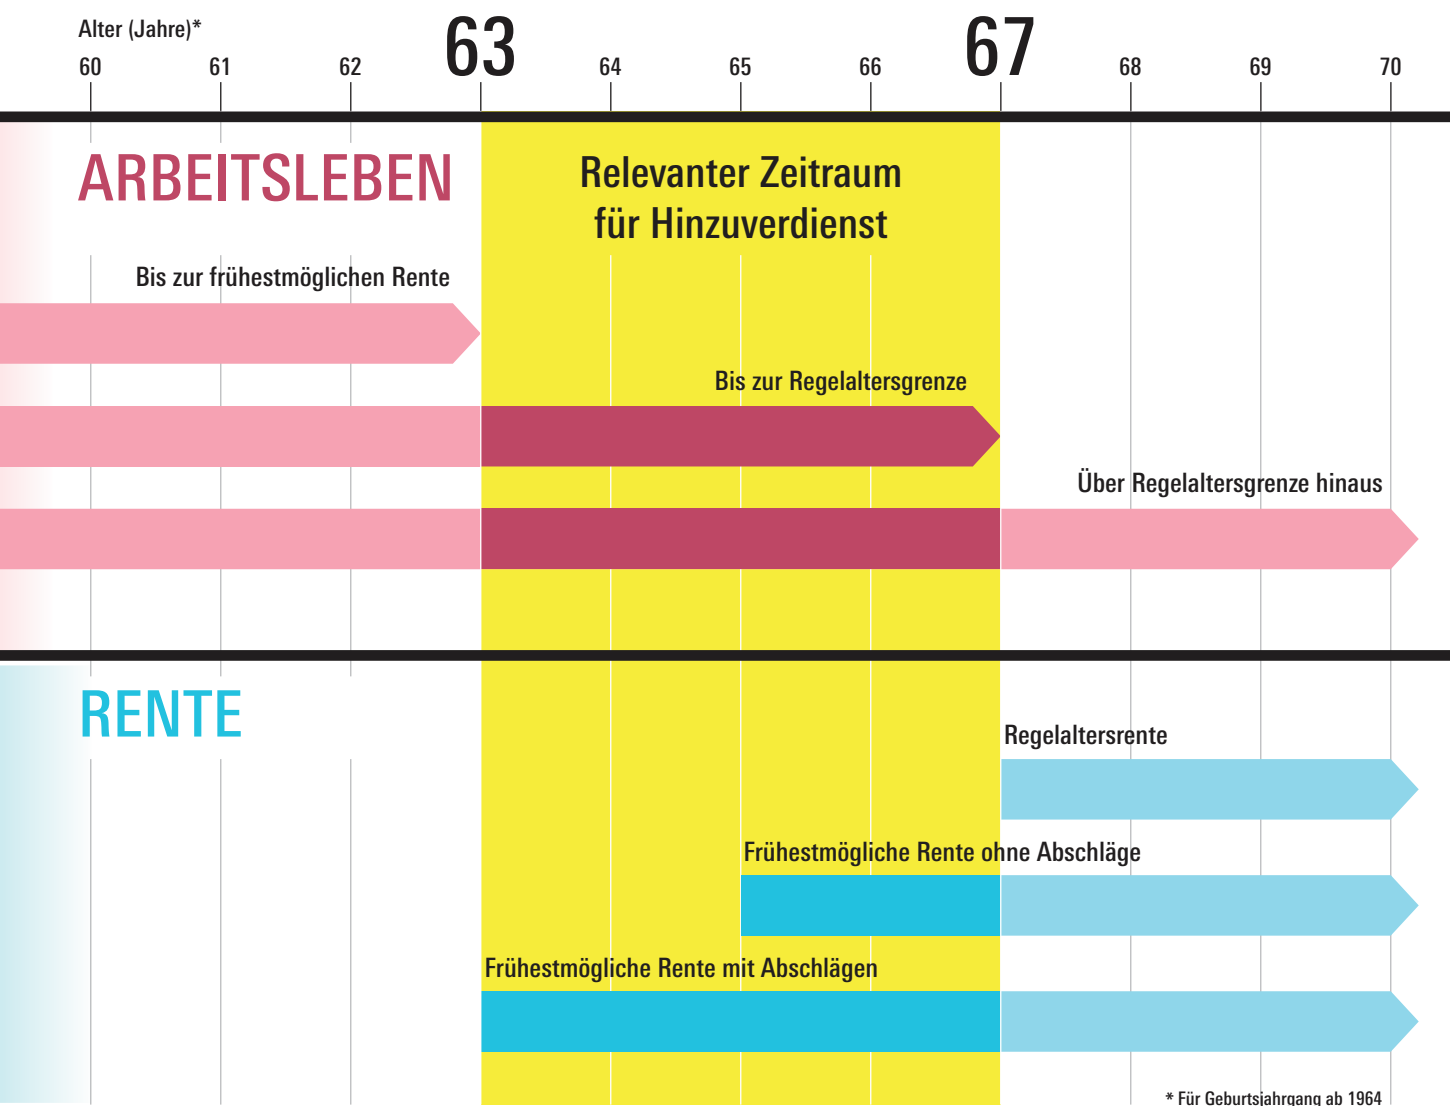 Alter (Jahre)*
60 61 62 63 64 65 66 67 68 69 70
ARBEITSLEBEN
Relevanter Zeitraum
für Hinzuverdienst
Bis zur frühestmöglichen Rente
Bis zur Regelaltersgrenze
Über Regelaltersgrenze hinaus
RENTE
Regelaltersrente
Frühestmögliche Rente ohne Abschläge
Frühestmögliche Rente mit Abschlägen
* Für Geburtsjahrgang ab 1964